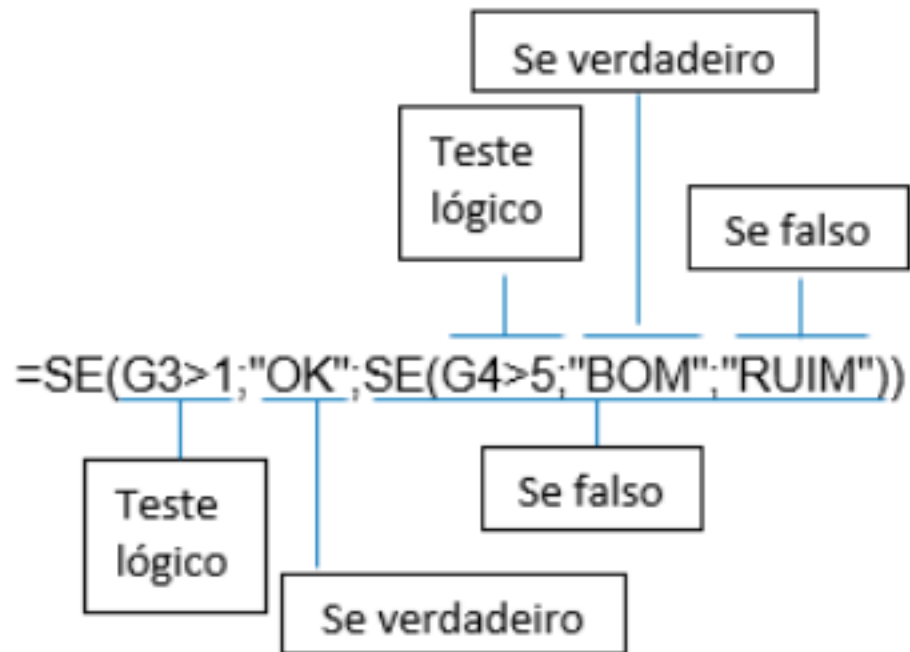 Se verdadeiro
Teste
lógico
Se falso
=SE(G3>1;"OK";SE(G4>5;"BOM";"RUIM"))
Teste
lógico
Se falso
Se verdadeiro